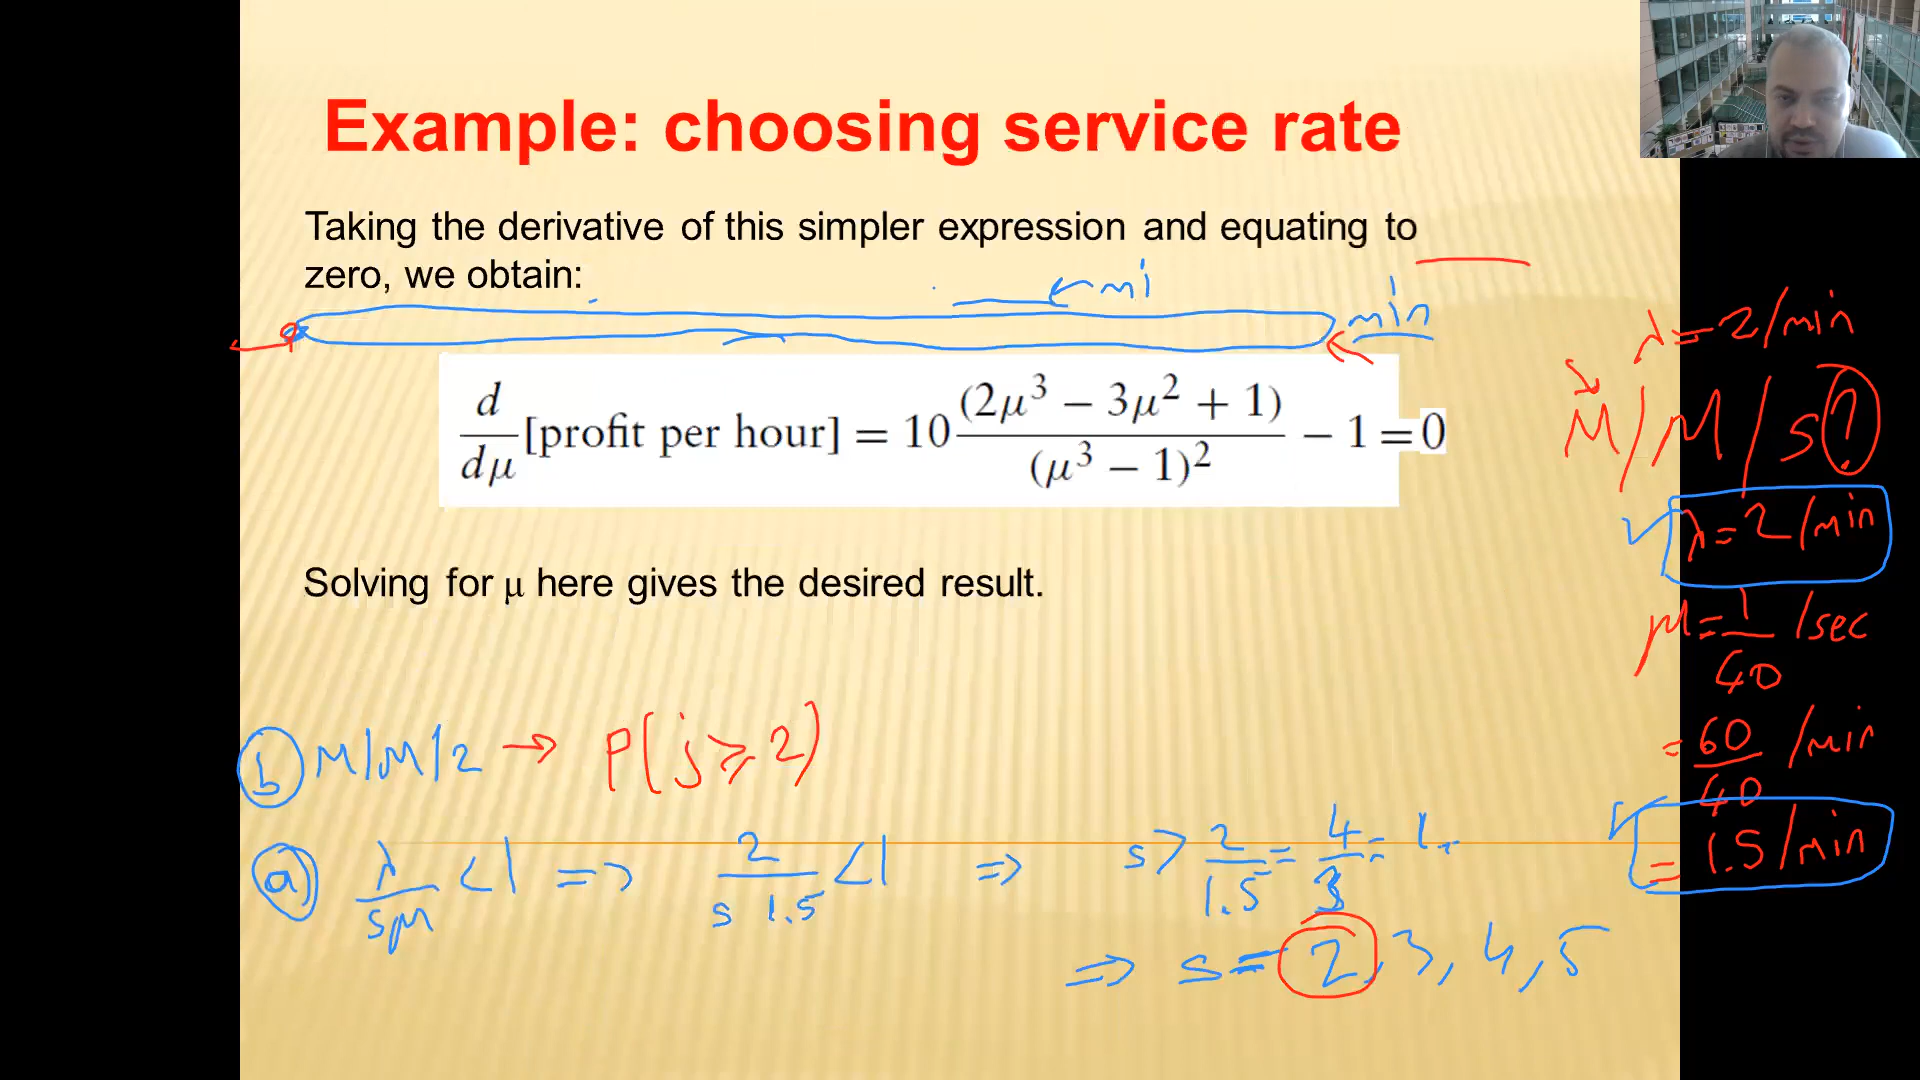 Example: choosing service rate
Taking the derivative of this simpler expression and equating to
zero, we obtain:
← mi
min
d/dμ [profit per hour] = 10 (2μ³ − 3μ² + 1)/(μ³ − 1)² − 1 = 0
Solving for μ here gives the desired result.
λ = 2/min
M/M/s?
λ = 2/min
μ = 1/40 /sec
= 60/40 /min
= 1.5/min
b M/M/2 → P(j ≥ 2)
a λ/sμ < 1 => 2/s 1.5 < 1 => s > 2/1.5 = 4/3 = 1.
=> s = 2, 3, 4, 5